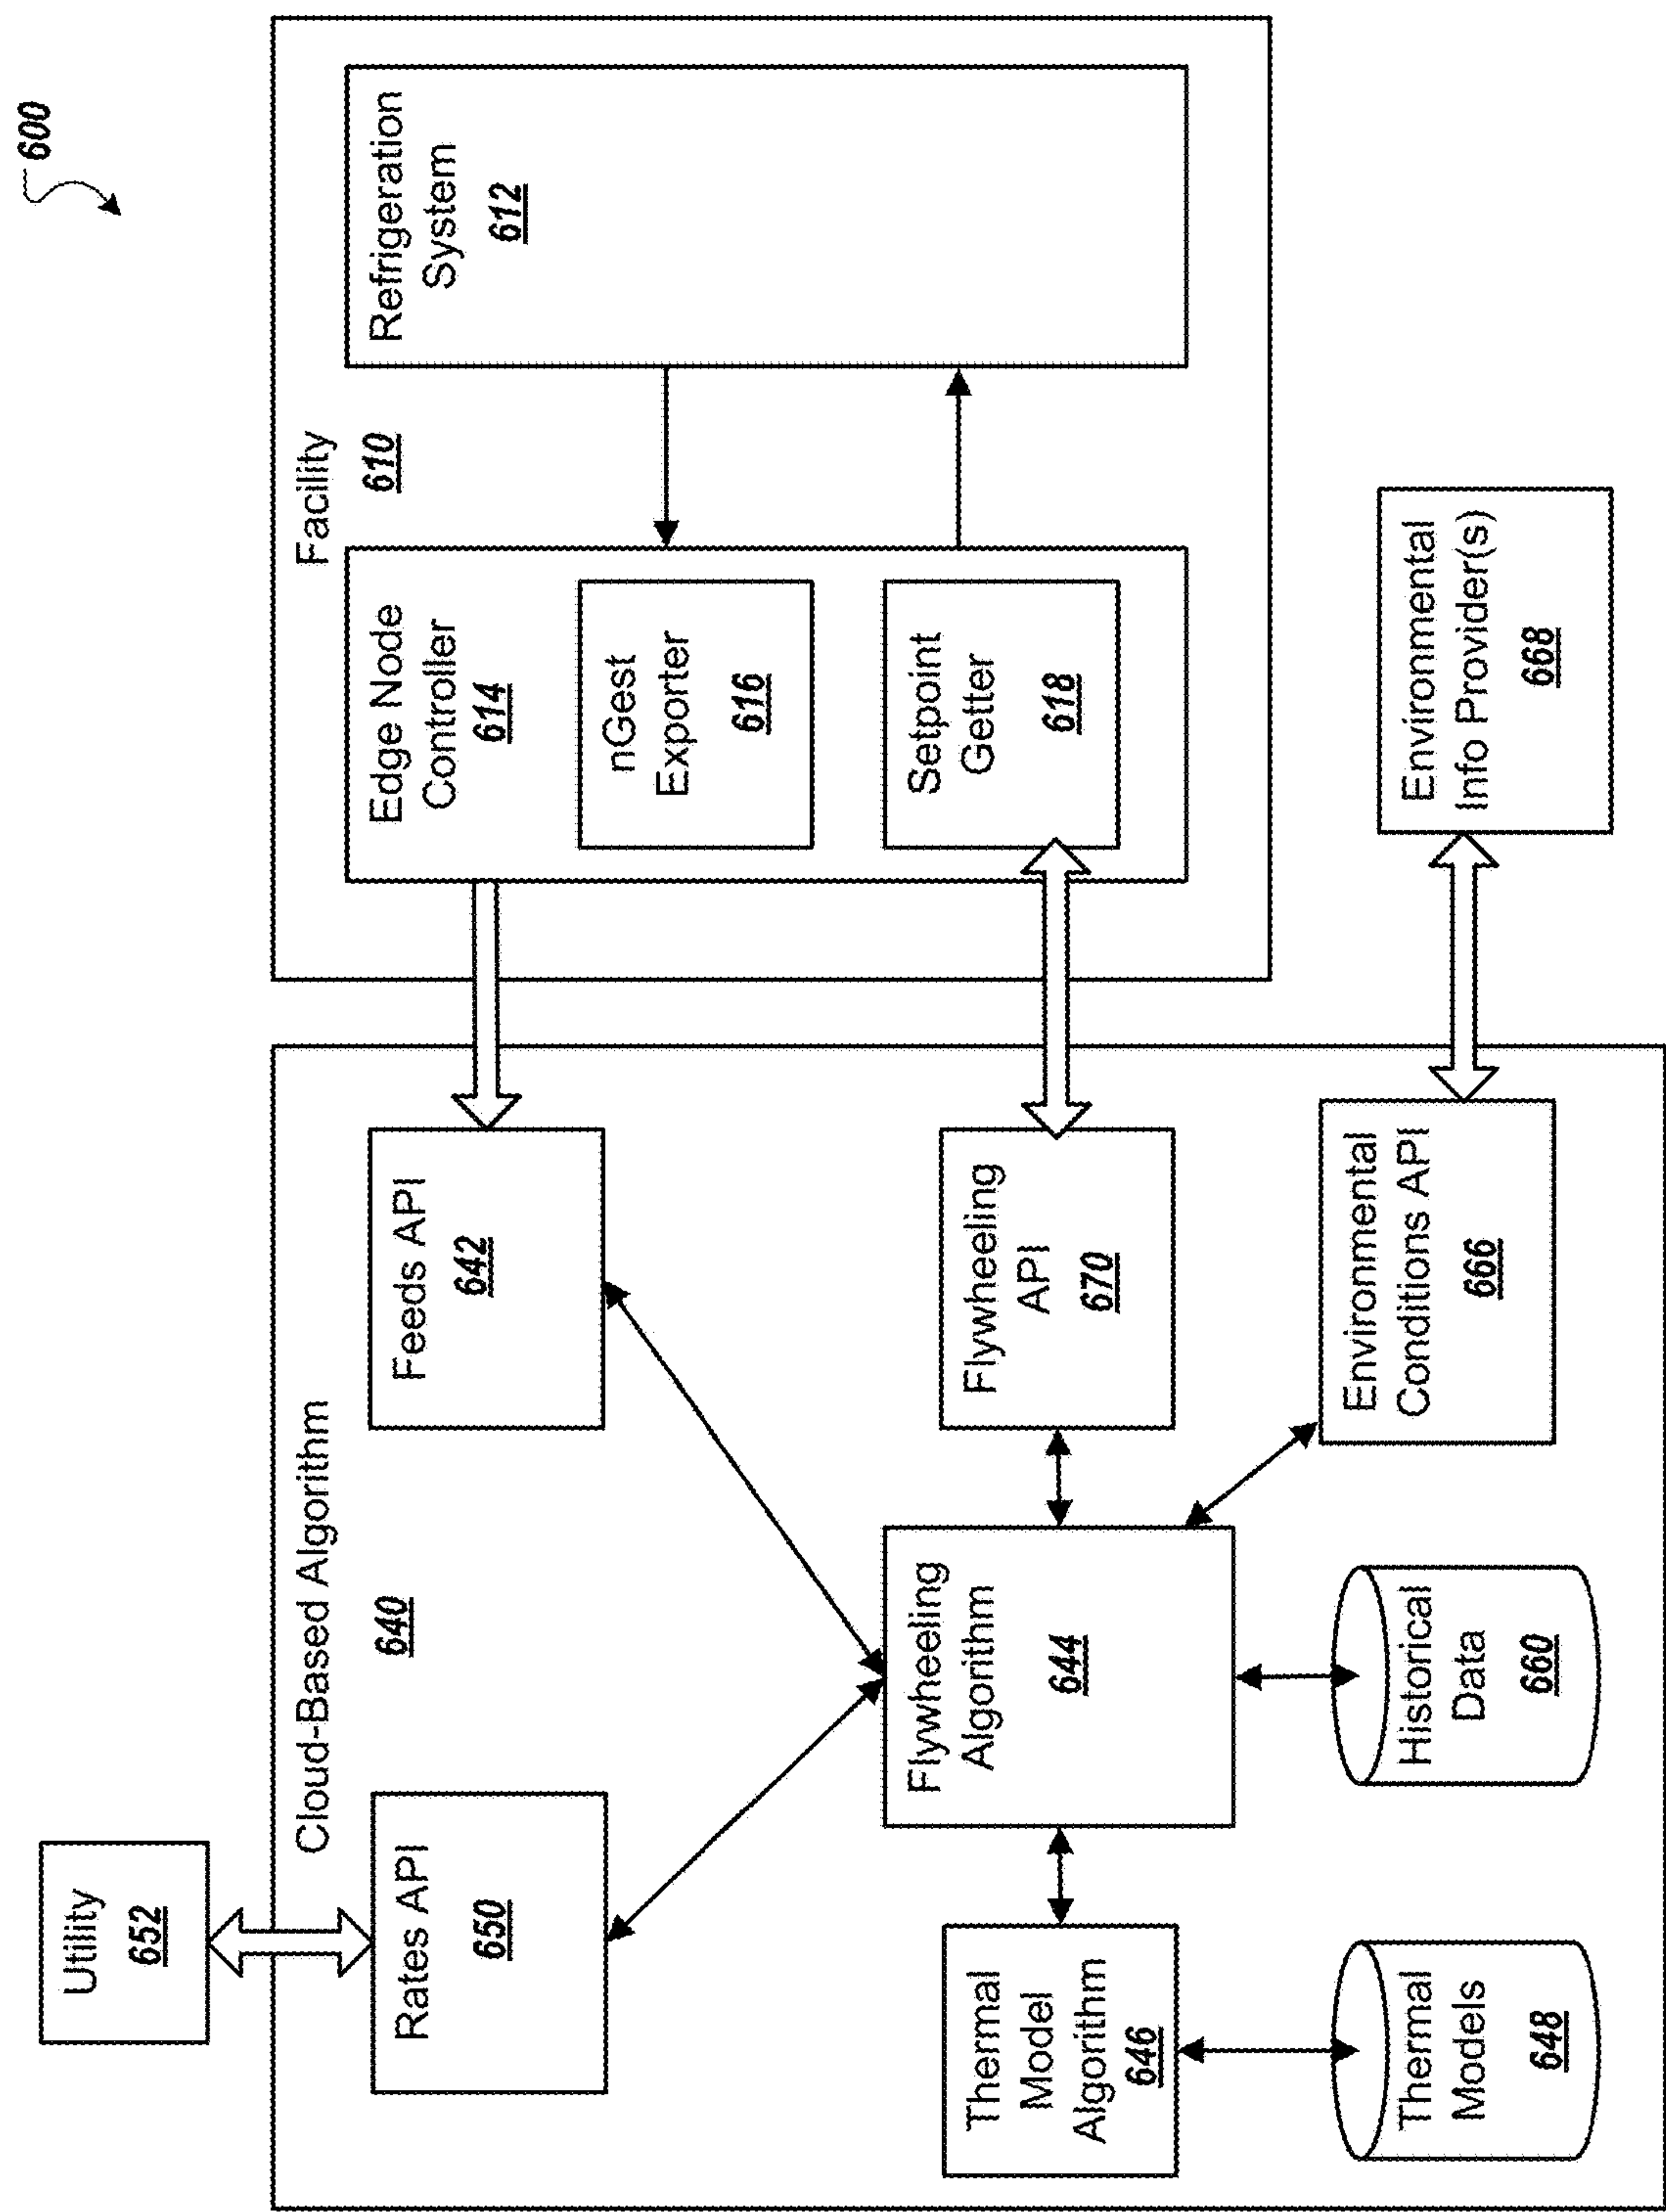 600
Utility
652
Cloud-Based Algorithm
640
Rates API
650
Feeds API
642
Flywheeling
Algorithm
644
Flywheeling
API
670
Thermal
Model
Algorithm
646
Thermal
Models
648
Historical
Data
660
Environmental
Conditions API
666
Facility
610
Edge Node
Controller
614
nGest
Exporter
616
Setpoint
Getter
618
Refrigeration
System
612
Environmental
Info Provider(s)
668